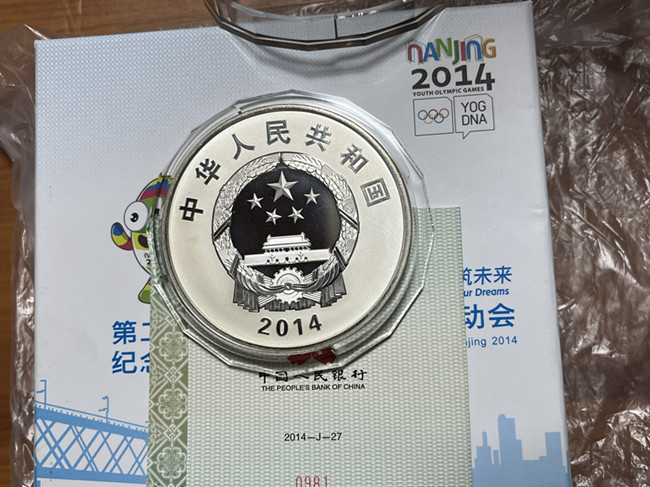 NANJING
2014
YOUTH OLYMPIC GAMES
YOG
DNA
中华人民共和国
2014
筑未来
ur Dreams
第二
动会
纪念
njing 2014
中国人民银行
THE PEOPLE'S BANK OF CHINA
2014—J—27
0981